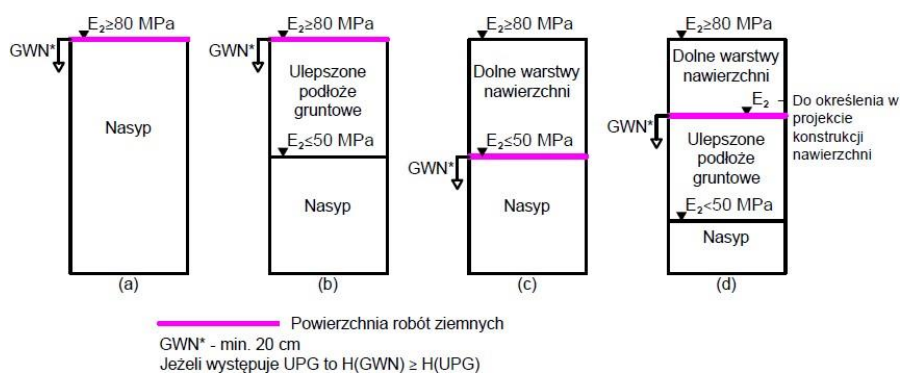 E₂≥80 MPa
GWN*
Nasyp
(a)
E₂≥80 MPa
GWN*
Ulepszone
podłoże
gruntowe
E₂≤50 MPa
Nasyp
(b)
E₂≥80 MPa
Dolne warstwy
nawierzchni
E₂≤50 MPa
GWN*
Nasyp
(c)
E₂≥80 MPa
Dolne warstwy
nawierzchni
E₂ – Do określenia w
projekcie
konstrukcji
nawierzchni
GWN*
Ulepszone
podłoże
gruntowe
E₂<50 MPa
Nasyp
(d)
Powierzchnia robót ziemnych
GWN* - min. 20 cm
Jeżeli występuje UPG to H(GWN) ≥ H(UPG)